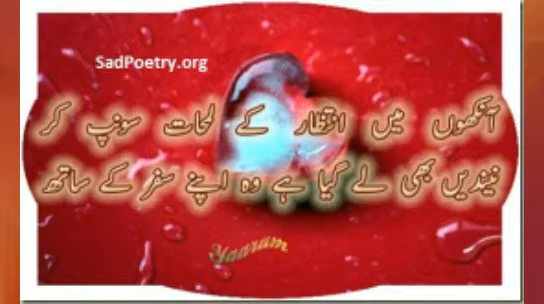 SadPoetry.org
آنکھوں میں انتظار کے لمحات سونپ کر
نیندیں بھی لے گیا ہے وہ اپنے سفر کے ساتھ
Yaaram